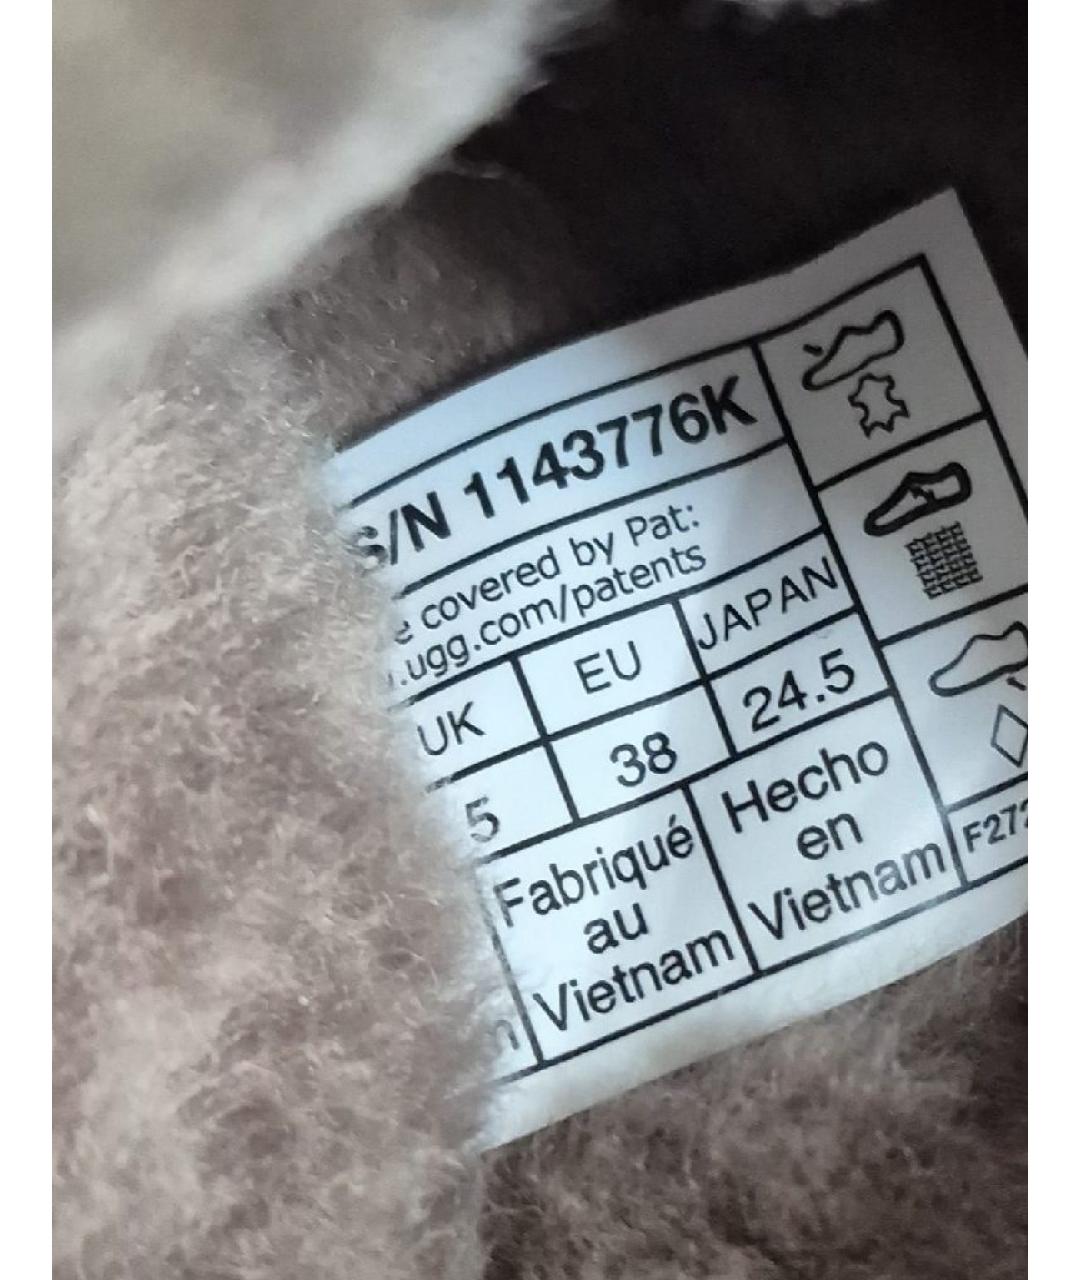 S/N 1143776K
e covered by Pat:
.ugg.com/patents
UK EU JAPAN
5 38 24.5
Fabriqué
au
Vietnam
Hecho
en
Vietnam
F272